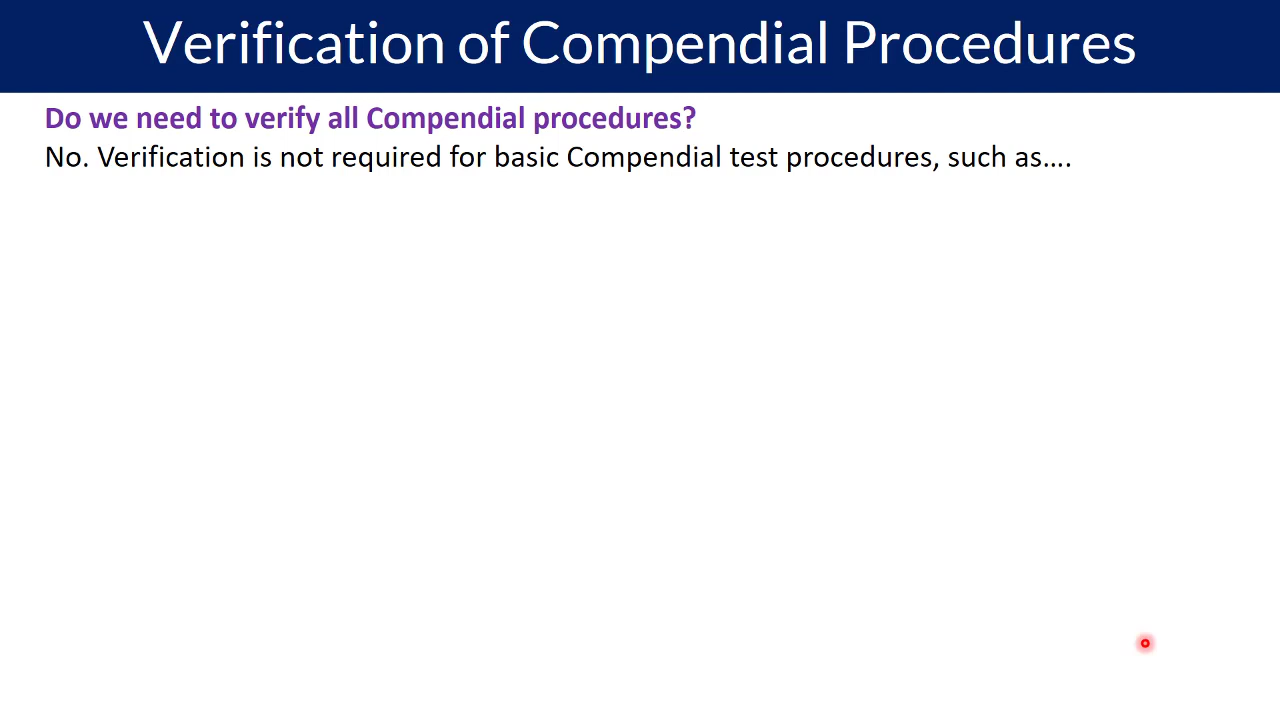 Verification of Compendial Procedures
Do we need to verify all Compendial procedures?
No. Verification is not required for basic Compendial test procedures, such as....